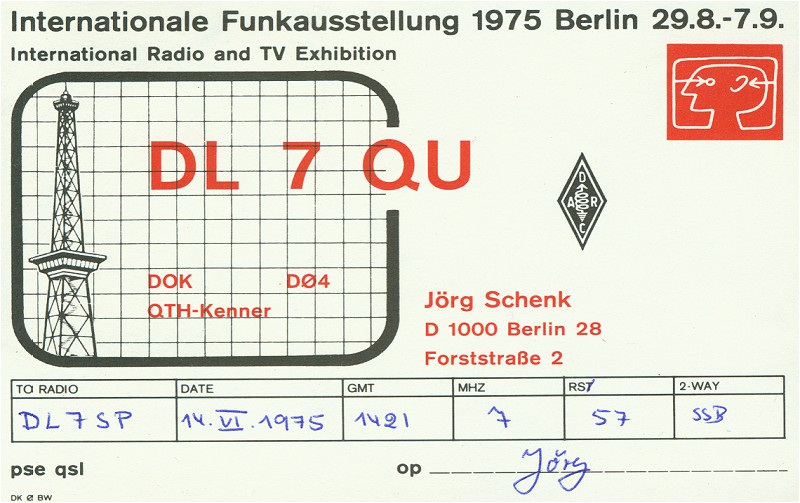 Internationale Funkausstellung 1975 Berlin 29.8.-7.9.
International Radio and TV Exhibition
DL 7 QU
DARC
DOK DØ4
QTH-Kenner
Jörg Schenk
D 1000 Berlin 28
Forststraße 2
TO RADIO DATE GMT MHZ RST 2-WAY
DL7SP 14.VI.1975 1421 7 57 SSB
pse qsl op Jörg
DK Ø BW